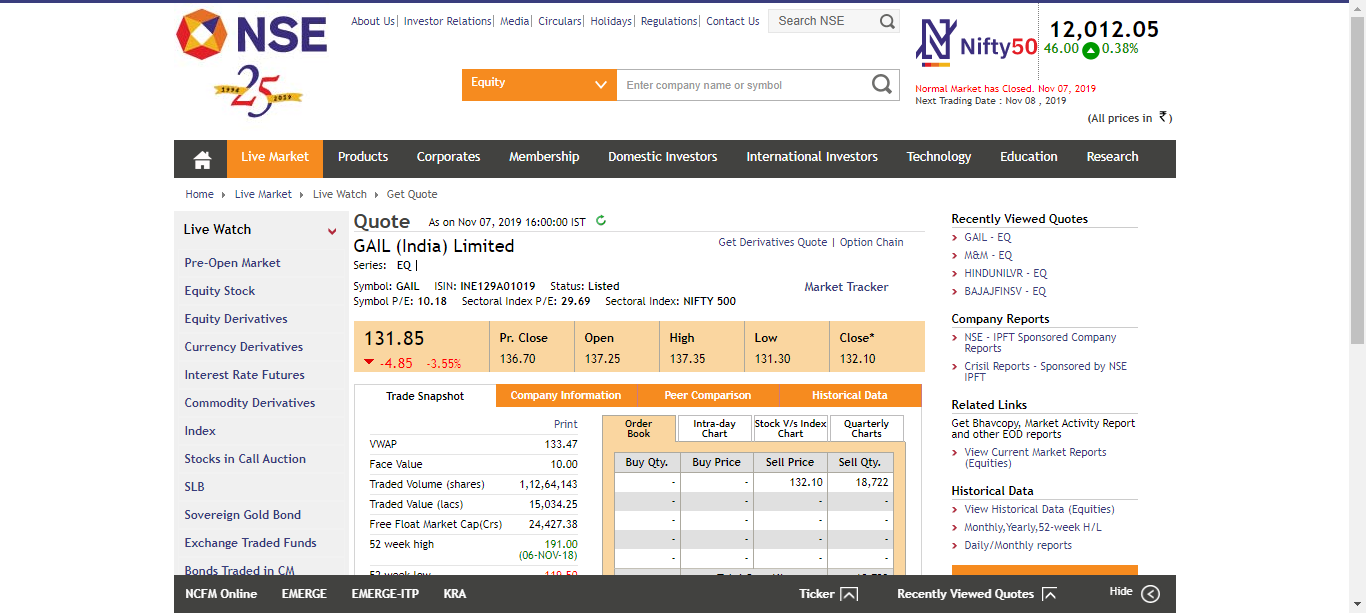 NSE
1994 25 2019
About Us| Investor Relations| Media| Circulars| Holidays| Regulations| Contact Us
Search NSE
Equity
Enter company name or symbol
Nifty50
12,012.05
46.00 0.38%
Normal Market has Closed. Nov 07, 2019
Next Trading Date : Nov 08 , 2019
(All prices in ₹)
Live Market Products Corporates Membership Domestic Investors International Investors Technology Education Research
Home Live Market Live Watch Get Quote
Live Watch
Pre-Open Market
Equity Stock
Equity Derivatives
Currency Derivatives
Interest Rate Futures
Commodity Derivatives
Index
Stocks in Call Auction
SLB
Sovereign Gold Bond
Exchange Traded Funds
Bonds Traded in CM
Quote As on Nov 07, 2019 16:00:00 IST
GAIL (India) Limited
Get Derivatives Quote | Option Chain
Series: EQ |
Symbol: GAIL ISIN: INE129A01019 Status: Listed
Market Tracker
Symbol P/E: 10.18 Sectoral Index P/E: 29.69 Sectoral Index: NIFTY 500
131.85
-4.85 -3.55%
Pr. Close Open High Low Close*
136.70 137.25 137.35 131.30 132.10
Trade Snapshot Company Information Peer Comparison Historical Data
Print
VWAP 133.47
Face Value 10.00
Traded Volume (shares) 1,12,64,143
Traded Value (lacs) 15,034.25
Free Float Market Cap(Crs) 24,427.38
52 week high 191.00
(06-NOV-18)
52 week low 119.50
Order
Book
Intra-day
Chart
Stock V/s Index
Chart
Quarterly
Charts
Buy Qty. Buy Price Sell Price Sell Qty.
- - 132.10 18,722
- - - -
- - - -
- - - -
- - - -
Recently Viewed Quotes
GAIL - EQ
M&M - EQ
HINDUNILVR - EQ
BAJAJFINSV - EQ
Company Reports
NSE - IPFT Sponsored Company
Reports
Crisil Reports - Sponsored by NSE
IPFT
Related Links
Get Bhavcopy, Market Activity Report
and other EOD reports
View Current Market Reports
(Equities)
Historical Data
View Historical Data (Equities)
Monthly,Yearly,52-week H/L
Daily/Monthly reports
NCFM Online EMERGE EMERGE-ITP KRA Ticker Recently Viewed Quotes Hide